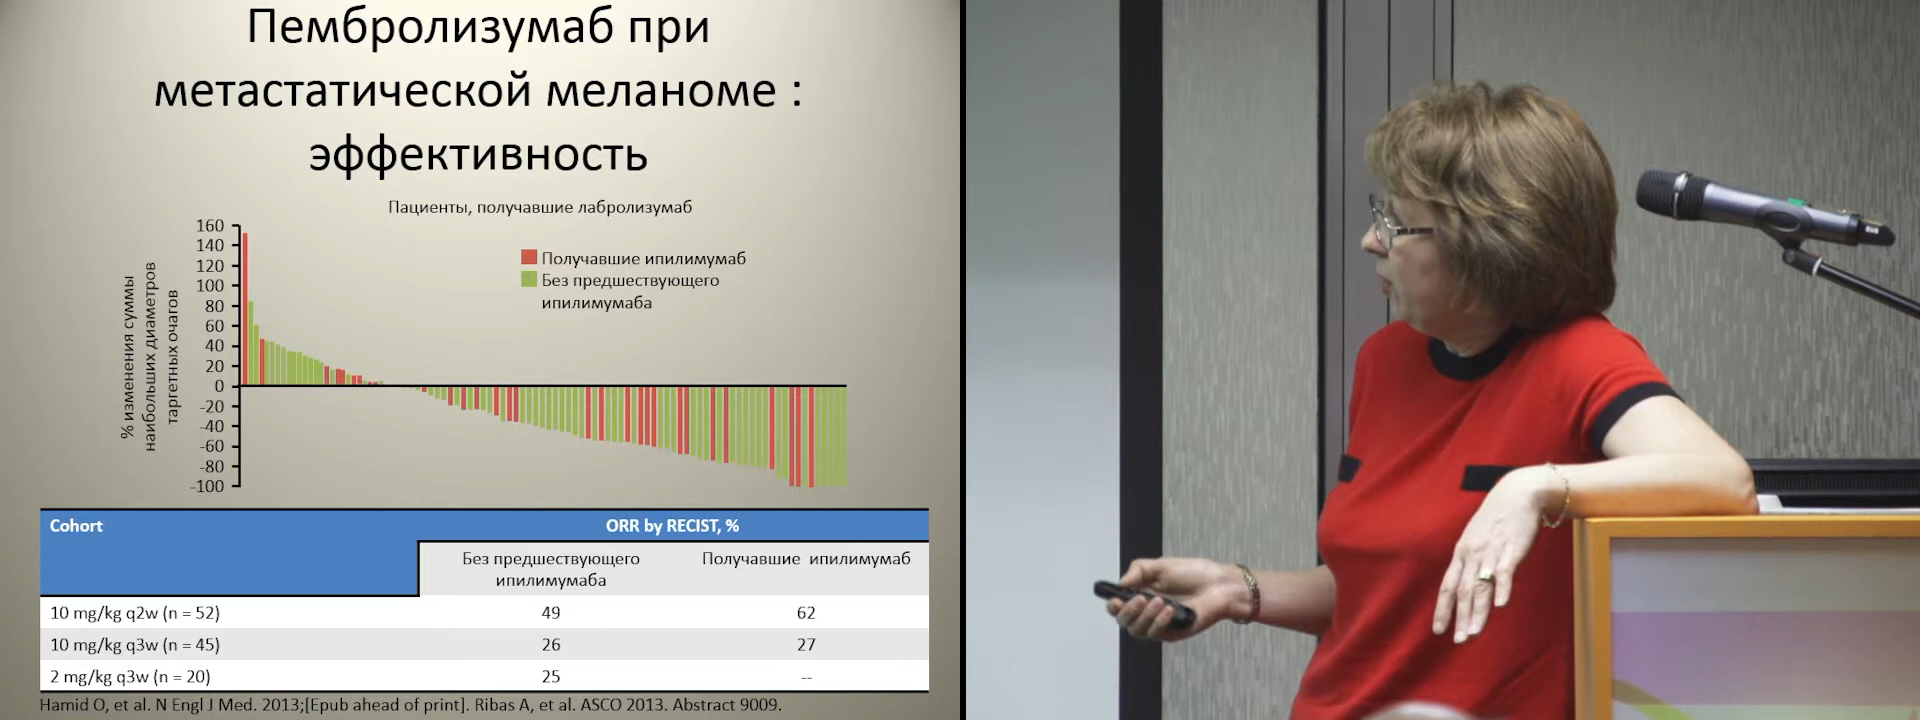 Пембролизумаб при
метастатической меланоме :
эффективность
Пациенты, получавшие лабролизумаб
% изменения суммы
наибольших диаметров
таргетных очагов
160
140
120
100
80
60
40
20
0
-20
-40
-60
-80
-100
Получавшие ипилимумаб
Без предшествующего
ипилимумаба
Cohort
ORR by RECIST, %
Без предшествующего
ипилимумаба
Получавшие ипилимумаб
10 mg/kg q2w (n = 52) 49 62
10 mg/kg q3w (n = 45) 26 27
2 mg/kg q3w (n = 20) 25 --
Hamid O, et al. N Engl J Med. 2013;[Epub ahead of print]. Ribas A, et al. ASCO 2013. Abstract 9009.